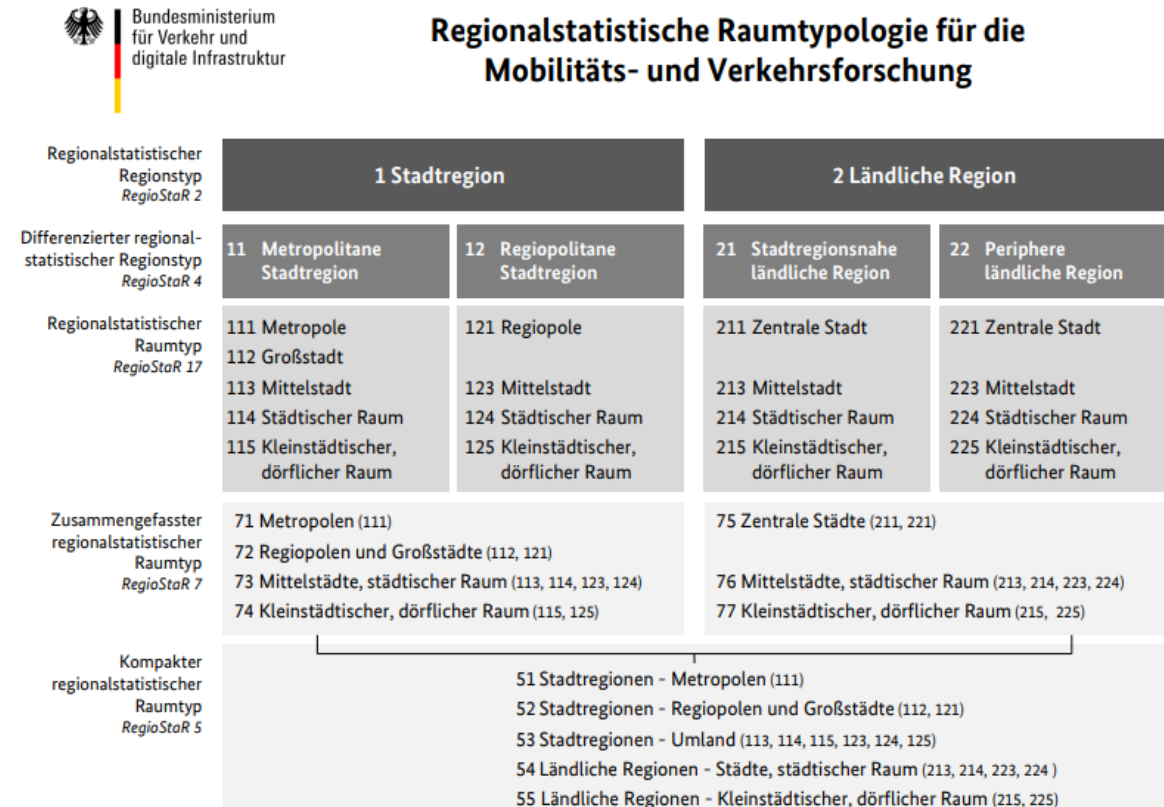 Bundesministerium
für Verkehr und
digitale Infrastruktur
Regionalstatistische Raumtypologie für die
Mobilitäts- und Verkehrsforschung
Regionalstatistischer
Regionstyp
RegioStaR 2
1 Stadtregion
2 Ländliche Region
Differenzierter regional-
statistischer Regionstyp
RegioStaR 4
11 Metropolitane
Stadtregion
12 Regiopolitane
Stadtregion
21 Stadtregionsnahe
ländliche Region
22 Periphere
ländliche Region
Regionalstatistischer
Raumtyp
RegioStaR 17
111 Metropole
112 Großstadt
113 Mittelstadt
114 Städtischer Raum
115 Kleinstädtischer,
dörflicher Raum
121 Regiopole
123 Mittelstadt
124 Städtischer Raum
125 Kleinstädtischer,
dörflicher Raum
211 Zentrale Stadt
213 Mittelstadt
214 Städtischer Raum
215 Kleinstädtischer,
dörflicher Raum
221 Zentrale Stadt
223 Mittelstadt
224 Städtischer Raum
225 Kleinstädtischer,
dörflicher Raum
Zusammengefasster
regionalstatistischer
Raumtyp
RegioStaR 7
71 Metropolen (111)
72 Regiopolen und Großstädte (112, 121)
73 Mittelstädte, städtischer Raum (113, 114, 123, 124)
74 Kleinstädtischer, dörflicher Raum (115, 125)
75 Zentrale Städte (211, 221)
76 Mittelstädte, städtischer Raum (213, 214, 223, 224)
77 Kleinstädtischer, dörflicher Raum (215, 225)
Kompakter
regionalstatistischer
Raumtyp
RegioStaR 5
51 Stadtregionen - Metropolen (111)
52 Stadtregionen - Regiopolen und Großstädte (112, 121)
53 Stadtregionen - Umland (113, 114, 115, 123, 124, 125)
54 Ländliche Regionen - Städte, städtischer Raum (213, 214, 223, 224 )
55 Ländliche Regionen - Kleinstädtischer, dörflicher Raum (215, 225)